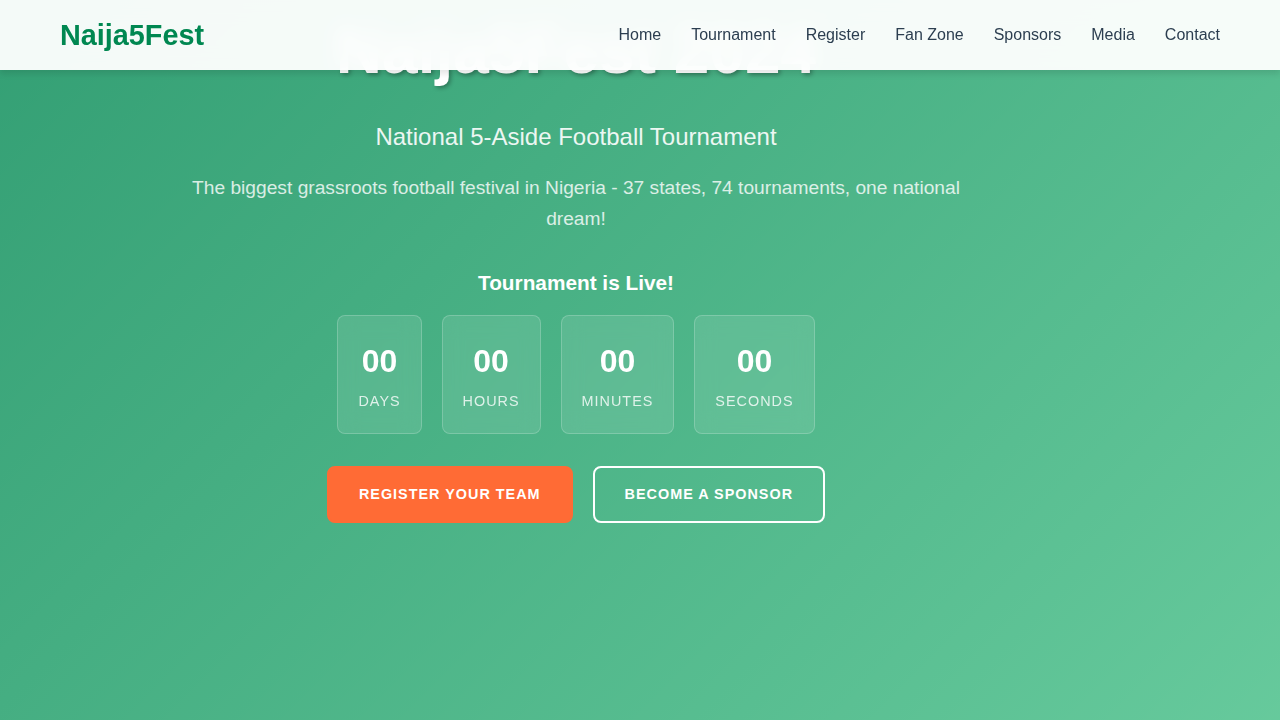 Naija5Fest
Home
Tournament
Register
Fan Zone
Sponsors
Media
Contact
Naija5Fest 2024
National 5-Aside Football Tournament
The biggest grassroots football festival in Nigeria - 37 states, 74 tournaments, one national
dream!
Tournament is Live!
00
DAYS
00
HOURS
00
MINUTES
00
SECONDS
REGISTER YOUR TEAM
BECOME A SPONSOR